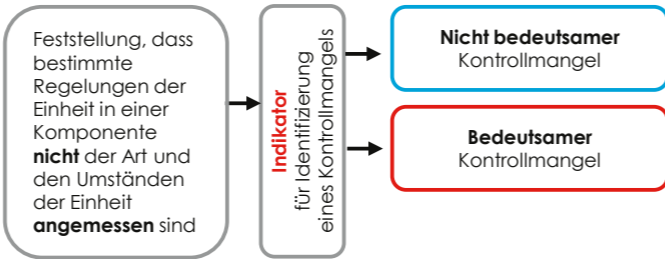 Feststellung, dass
bestimmte
Regelungen der
Einheit in einer
Komponente
nicht der Art und
den Umständen
der Einheit
angemessen sind
Indikator
für Identifizierung
eines Kontrollmangels
Nicht bedeutsamer
Kontrollmangel
Bedeutsamer
Kontrollmangel